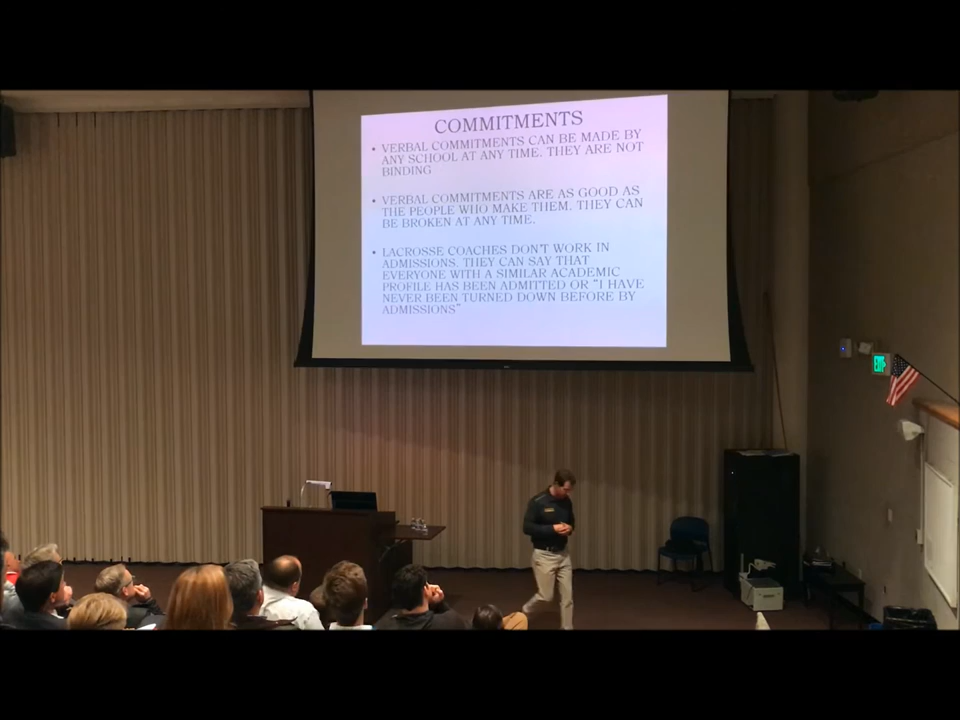 COMMITMENTS
• VERBAL COMMITMENTS CAN BE MADE BY
ANY SCHOOL AT ANY TIME. THEY ARE NOT
BINDING
• VERBAL COMMITMENTS ARE AS GOOD AS
THE PEOPLE WHO MAKE THEM. THEY CAN
BE BROKEN AT ANY TIME.
• LACROSSE COACHES DON'T WORK IN
ADMISSIONS. THEY CAN SAY THAT
EVERYONE WITH A SIMILAR ACADEMIC
PROFILE HAS BEEN ADMITTED OR "I HAVE
NEVER BEEN TURNED DOWN BEFORE BY
ADMISSIONS"